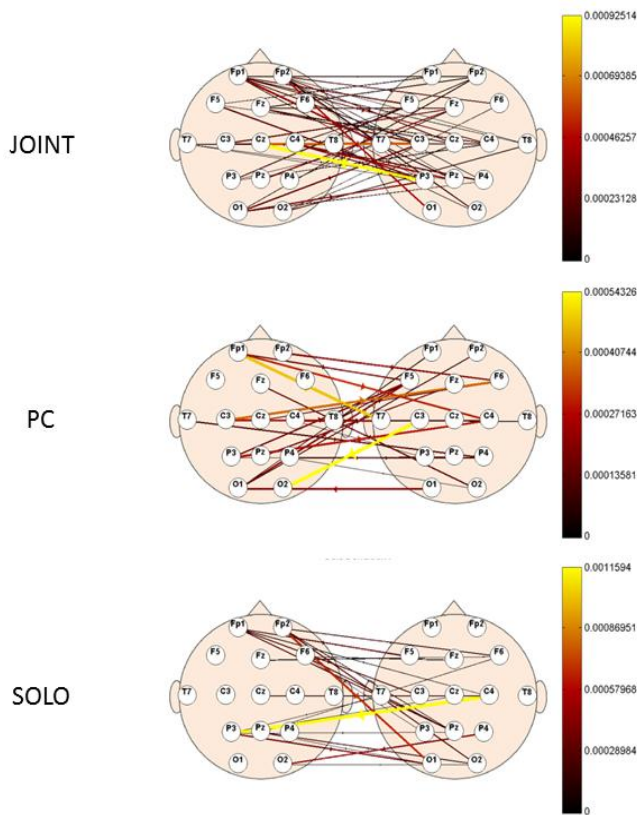 JOINT
Fp1 Fp2 Fp1 Fp2
F5 Fz F6 F5 Fz F6
T7 C3 Cz C4 T8 T7 C3 Cz C4 T8
P3 Pz P4 P3 Pz P4
O1 O2 O1 O2
0.00092514
0.00069385
0.00046257
0.00023128
0
PC
Fp1 Fp2 Fp1 Fp2
F5 Fz F6 F5 Fz F6
T7 C3 Cz C4 T8 T7 C3 Cz C4 T8
P3 Pz P4 P3 Pz P4
O1 O2 O1 O2
0.00054326
0.00040744
0.00027163
0.00013581
0
SOLO
Fp1 Fp2 Fp1 Fp2
F5 Fz F6 F5 Fz F6
T7 C3 Cz C4 T8 T7 C3 Cz C4 T8
P3 Pz P4 P3 Pz P4
O1 O2 O1 O2
0.0011594
0.00086951
0.00057968
0.00028984
0